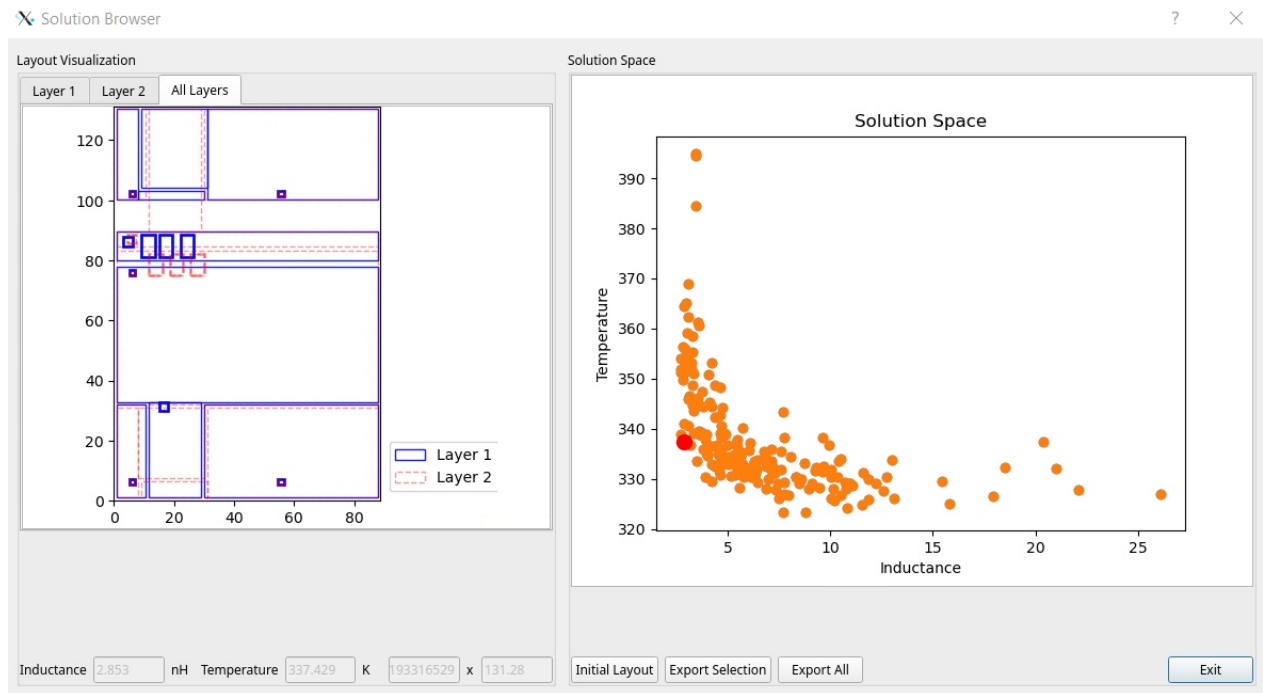 Solution Browser
? ×
Layout Visualization
Solution Space
Layer 1 Layer 2 All Layers
120
100
80
60
40
20
0
0 20 40 60 80
Layer 1
Layer 2
Solution Space
Temperature
390
380
370
360
350
340
330
320
5 10 15 20 25
Inductance
Inductance 2.853 nH Temperature 337.429 K 193316529 x 131.28
Initial Layout Export Selection Export All Exit